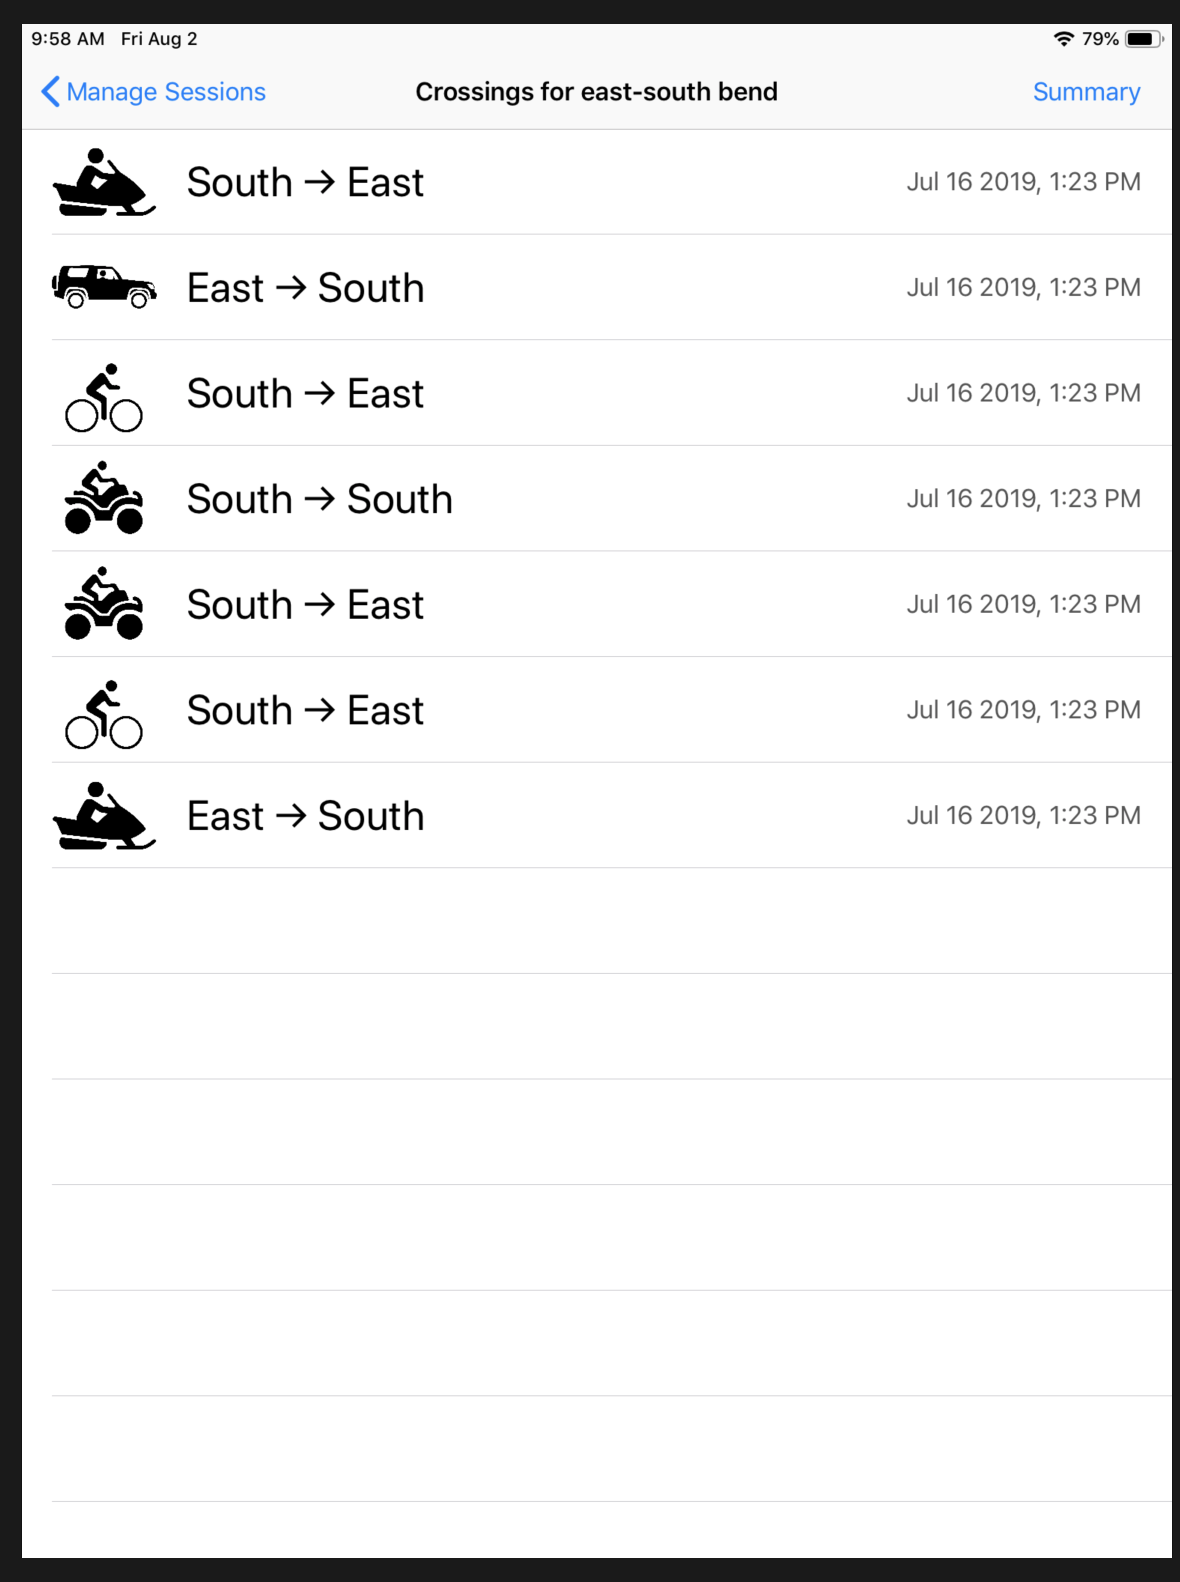 9:58 AM Fri Aug 2 79%
Manage Sessions Crossings for east-south bend Summary
South → East Jul 16 2019, 1:23 PM
East → South Jul 16 2019, 1:23 PM
South → East Jul 16 2019, 1:23 PM
South → South Jul 16 2019, 1:23 PM
South → East Jul 16 2019, 1:23 PM
South → East Jul 16 2019, 1:23 PM
East → South Jul 16 2019, 1:23 PM